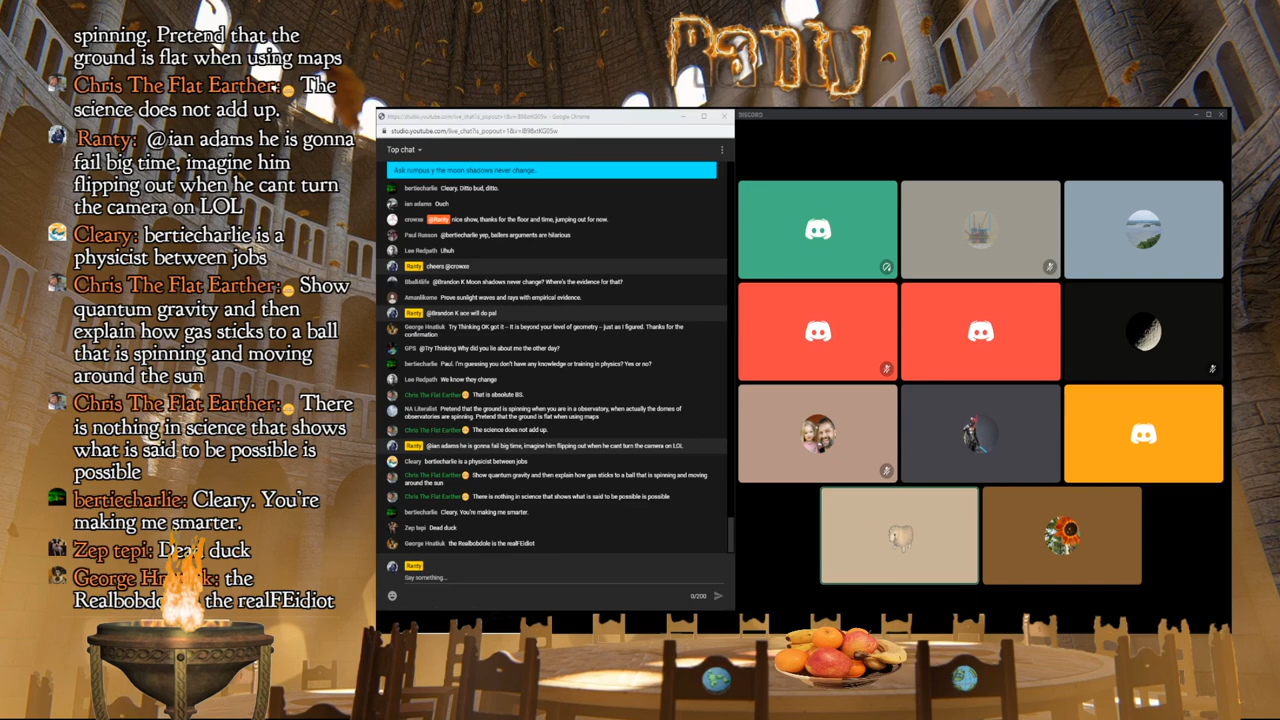 spinning. Pretend that the
ground is flat when using maps
Chris The Flat Earther: The
science does not add up.
Ranty: @ian adams he is gonna
fail big time, imagine him
flipping out when he cant turn
the camera on LOL
Cleary: bertiecharlie is a
physicist between jobs
Chris The Flat Earther: Show
quantum gravity and then
explain how gas sticks to a ball
that is spinning and moving
around the sun
Chris The Flat Earther: There
is nothing in science that shows
what is said to be possible is
possible
bertiecharlie: Cleary. You're
making me smarter.
Zep tepi: Dead duck
George Hnatiuk: the
Realbobdole the realFEidiot
Ranty
studio.youtube.com/live_chat?is_popout=1&v=
Top chat
Ask rumpus y the moon shadows never change..
bertiecharlie Cleary. Ditto bud, ditto.
ian adams Ouch
crowse @Ranty nice show, thanks for the floor and time, jumping out for now.
Paul Russon @bertiecharlie yep, ballers arguments are hilarious
Lee Redpath Uhuh
Ranty cheers @crowse
8ball4life @Brandon K Moon shadows never change? Where's the evidence for that?
Amanlikeme Prove sunlight waves and rays with empirical evidence.
Ranty @Brandon K ace will do pal
George Hnatiuk Try Thinking OK got it -- It is beyond your level of geometry -- just as I figured. Thanks for the
confirmation
GPS @Try Thinking Why did you lie about me the other day?
bertiecharlie Paul. I'm guessing you don't have any knowledge or training in physics? Yes or no?
Lee Redpath We know they change
Chris The Flat Earther That is absolute BS.
NA Literalist Pretend that the ground is spinning when you are in a observatory, when actually the domes of
observatories are spinning. Pretend that the ground is flat when using maps
Chris The Flat Earther The science does not add up.
Ranty @ian adams he is gonna fail big time, imagine him flipping out when he cant turn the camera on LOL
Cleary bertiecharlie is a physicist between jobs
Chris The Flat Earther Show quantum gravity and then explain how gas sticks to a ball that is spinning and moving
around the sun
Chris The Flat Earther There is nothing in science that shows what is said to be possible is possible
bertiecharlie Cleary. You're making me smarter.
Zep tepi Dead duck
George Hnatiuk the Realbobdole is the realFEidiot
Ranty
Say something...
0/200
DISCORD